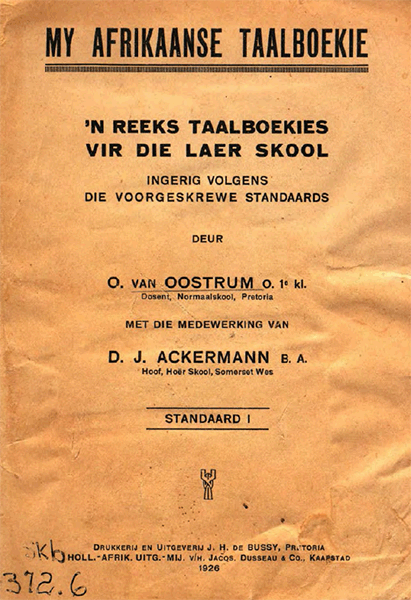 MY AFRIKAANSE TAALBOEKIE
'N REEKS TAALBOEKIES
VIR DIE LAER SKOOL
INGERIG VOLGENS
DIE VOORGESKREWE STANDAARDS
DEUR
O. VAN OOSTRUM O. 1e kl.
Dosent, Normaalskool, Pretoria
MET DIE MEDEWERKING VAN
D. J. ACKERMANN B. A.
Hoof, Hoër Skool, Somerset Wes
STANDAARD I
DRUKKERIJ EN UITGEVERIJ J. H. DE BUSSY, PRETORIA
HOLL.-AFRIK. UITG.-MIJ. V/H. JACQS. DUSSEAU & CO., KAAPSTAD
1926
skb
372.6